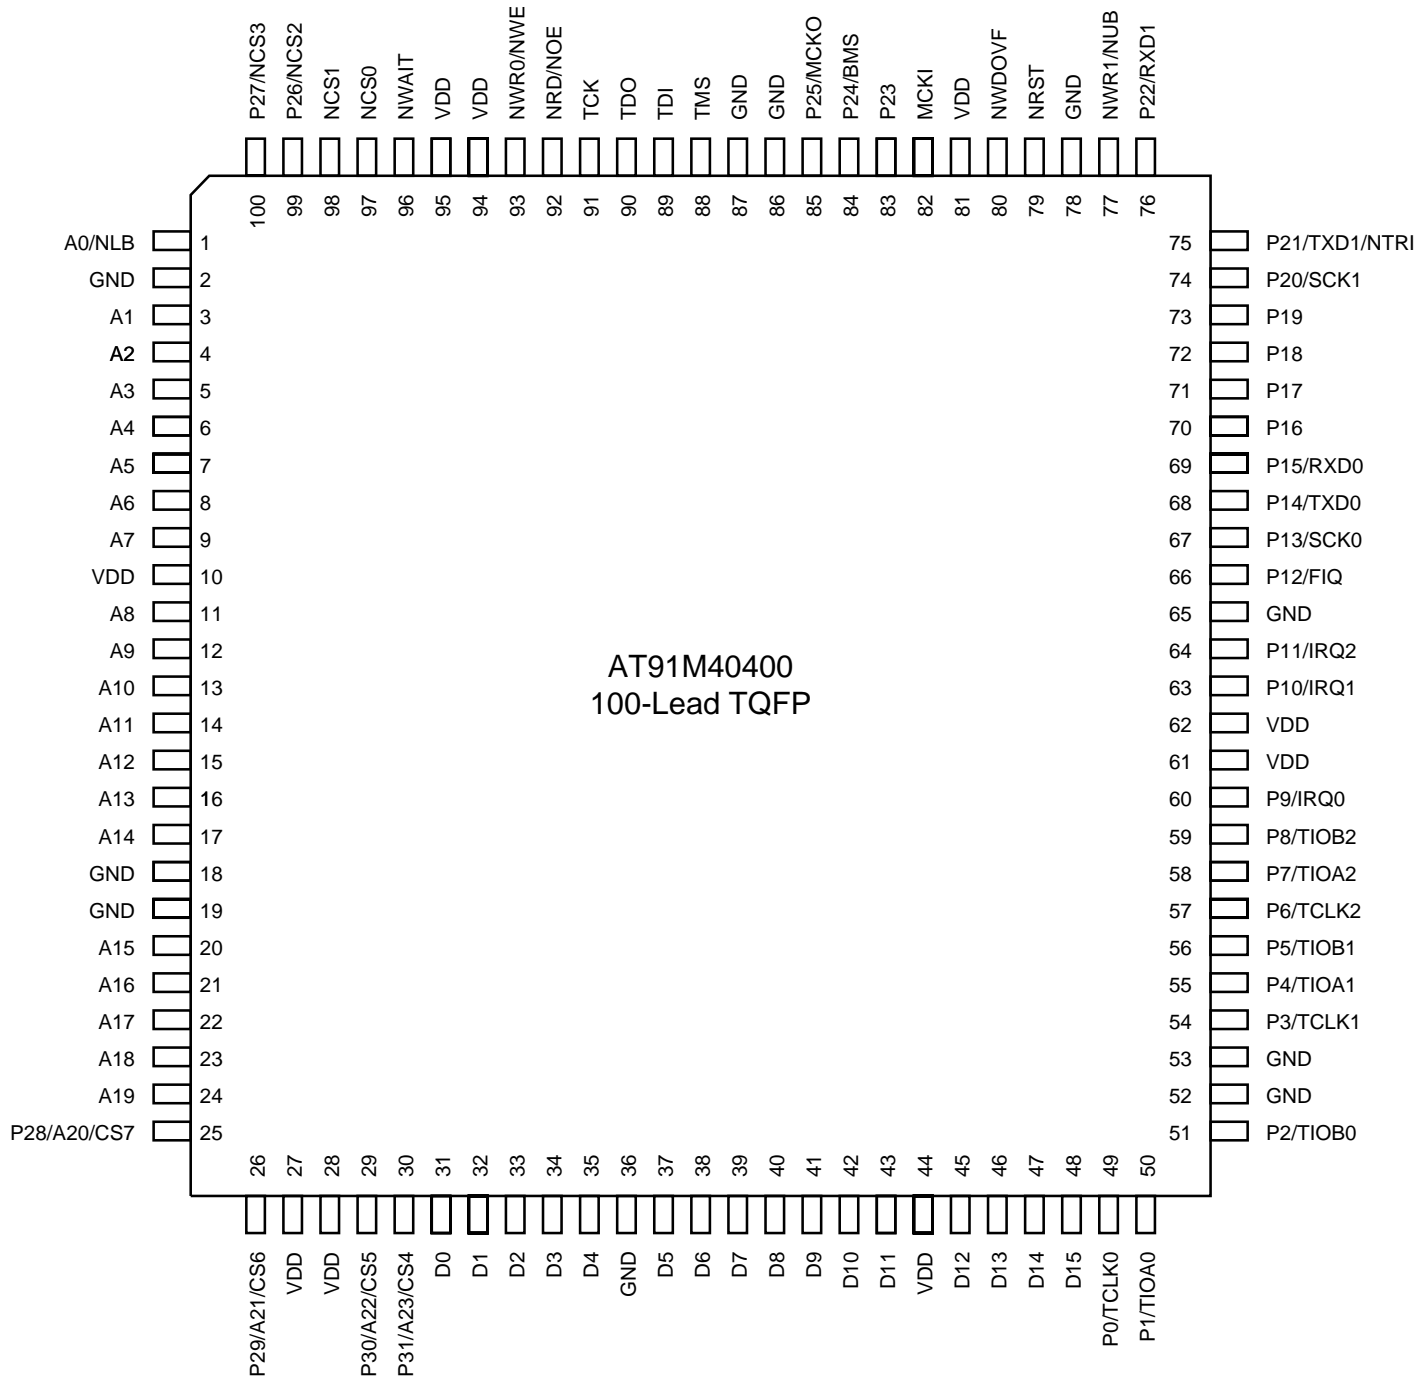 P27/NCS3
P26/NCS2
NCS1
NCS0
NWAIT
VDD
VDD
NWR0/NWE
NRD/NOE
TCK
TDO
TDI
TMS
GND
GND
P25/MCKO
P24/BMS
P23
MCKI
VDD
NWDOVF
NRST
GND
NWR1/NUB
P22/RXD1
100
99
98
97
96
95
94
93
92
91
90
89
88
87
86
85
84
83
82
81
80
79
78
77
76
A0/NLB 1
GND 2
A1 3
A2 4
A3 5
A4 6
A5 7
A6 8
A7 9
VDD 10
A8 11
A9 12
A10 13
A11 14
A12 15
A13 16
A14 17
GND 18
GND 19
A15 20
A16 21
A17 22
A18 23
A19 24
P28/A20/CS7 25
AT91M40400
100-Lead TQFP
75 P21/TXD1/NTRI
74 P20/SCK1
73 P19
72 P18
71 P17
70 P16
69 P15/RXD0
68 P14/TXD0
67 P13/SCK0
66 P12/FIQ
65 GND
64 P11/IRQ2
63 P10/IRQ1
62 VDD
61 VDD
60 P9/IRQ0
59 P8/TIOB2
58 P7/TIOA2
57 P6/TCLK2
56 P5/TIOB1
55 P4/TIOA1
54 P3/TCLK1
53 GND
52 GND
51 P2/TIOB0
26
27
28
29
30
31
32
33
34
35
36
37
38
39
40
41
42
43
44
45
46
47
48
49
50
P29/A21/CS6
VDD
VDD
P30/A22/CS5
P31/A23/CS4
D0
D1
D2
D3
D4
GND
D5
D6
D7
D8
D9
D10
D11
VDD
D12
D13
D14
D15
P0/TCLK0
P1/TIOA0